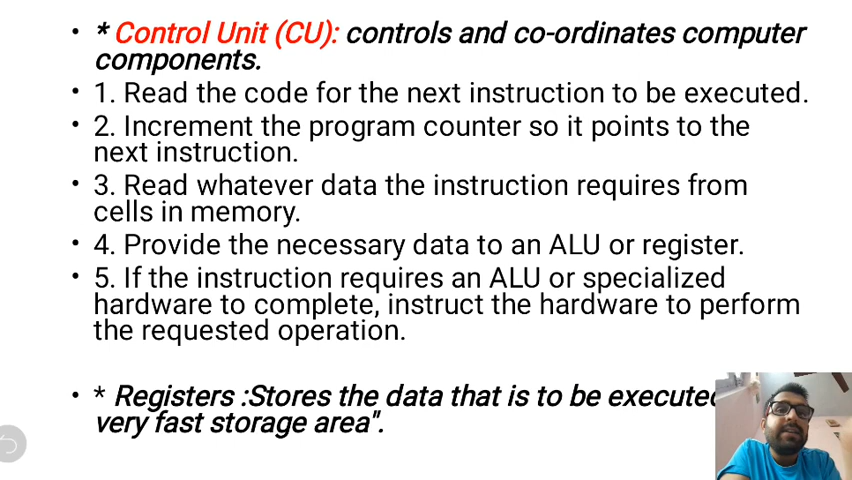 • * Control Unit (CU): controls and co-ordinates computer
components.
• 1. Read the code for the next instruction to be executed.
• 2. Increment the program counter so it points to the
next instruction.
• 3. Read whatever data the instruction requires from
cells in memory.
• 4. Provide the necessary data to an ALU or register.
• 5. If the instruction requires an ALU or specialized
hardware to complete, instruct the hardware to perform
the requested operation.
• * Registers :Stores the data that is to be executed
very fast storage area".